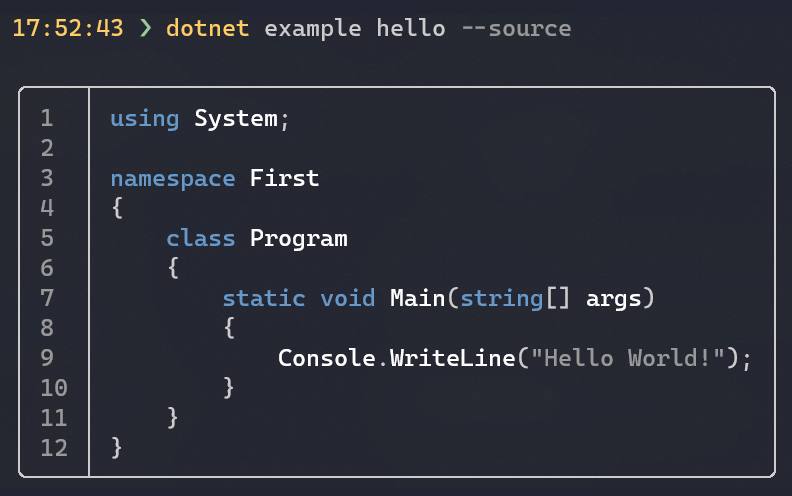 17:52:43 ❯ dotnet example hello --source
1 using System;
2
3 namespace First
4 {
5     class Program
6     {
7         static void Main(string[] args)
8         {
9             Console.WriteLine("Hello World!");
10         }
11     }
12 }